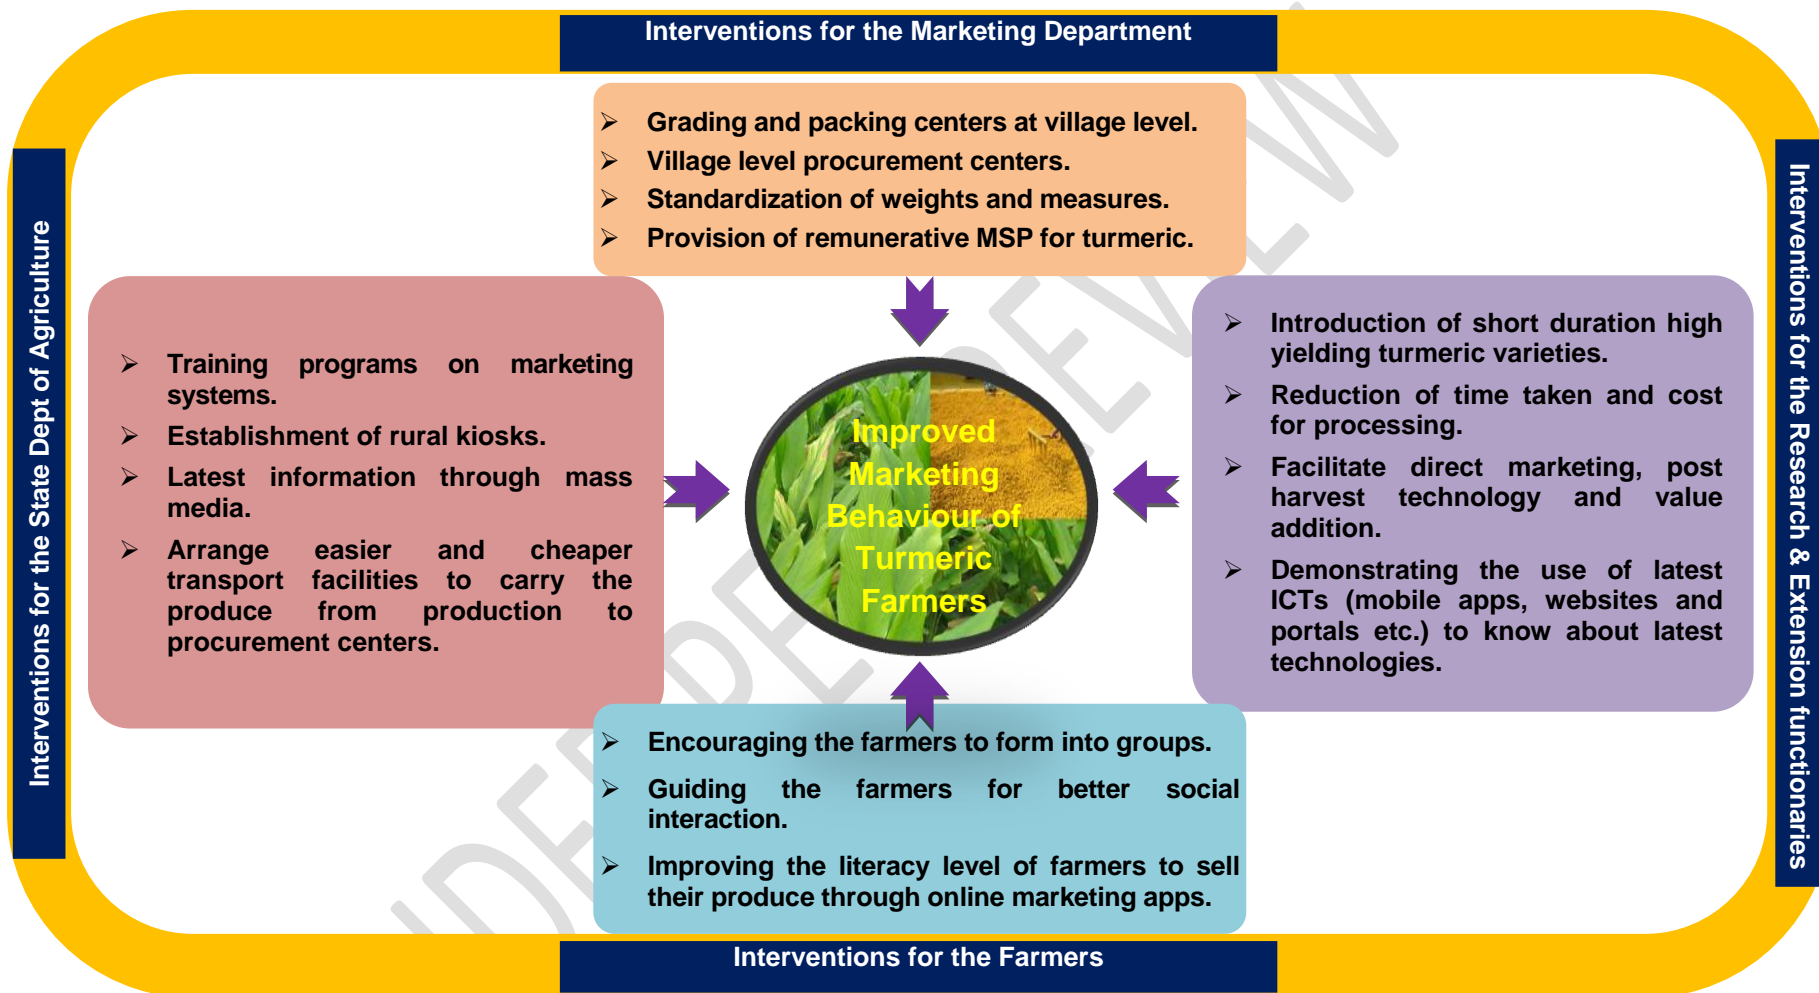 Interventions for the Marketing Department
➢ Grading and packing centers at village level.
➢ Village level procurement centers.
➢ Standardization of weights and measures.
➢ Provision of remunerative MSP for turmeric.
Interventions for the State Dept of Agriculture
➢ Training programs on marketing
systems.
➢ Establishment of rural kiosks.
➢ Latest information through mass
media.
➢ Arrange easier and cheaper
transport facilities to carry the
produce from production to
procurement centers.
Improved
Marketing
Behaviour of
Turmeric
Farmers
➢ Introduction of short duration high
yielding turmeric varieties.
➢ Reduction of time taken and cost
for processing.
➢ Facilitate direct marketing, post
harvest technology and value
addition.
➢ Demonstrating the use of latest
ICTs (mobile apps, websites and
portals etc.) to know about latest
technologies.
Interventions for the Research & Extension functionaries
➢ Encouraging the farmers to form into groups.
➢ Guiding the farmers for better social
interaction.
➢ Improving the literacy level of farmers to sell
their produce through online marketing apps.
Interventions for the Farmers